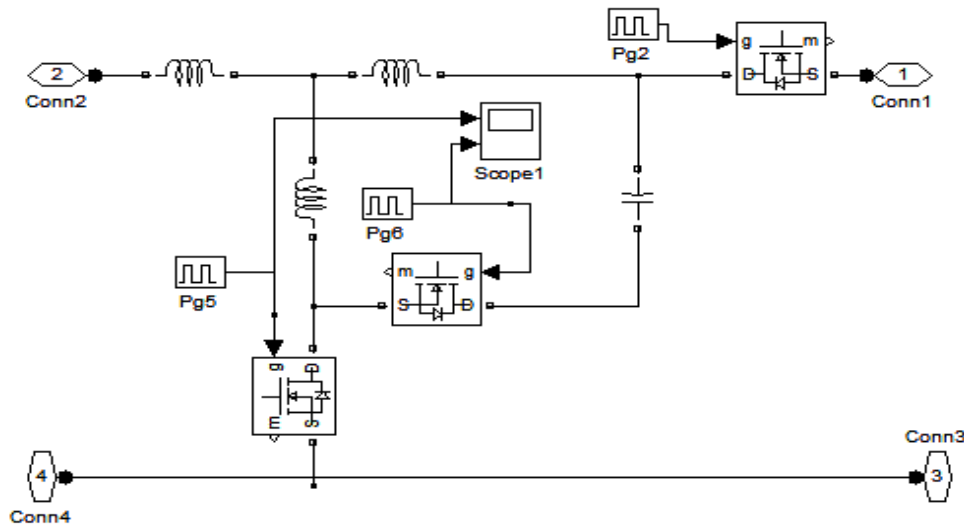 Pg2
g m
D S
2
Conn2
1
Conn1
Scope1
Pg6
m g
S D
Pg5
g D
E S
Conn3
4
3
Conn4